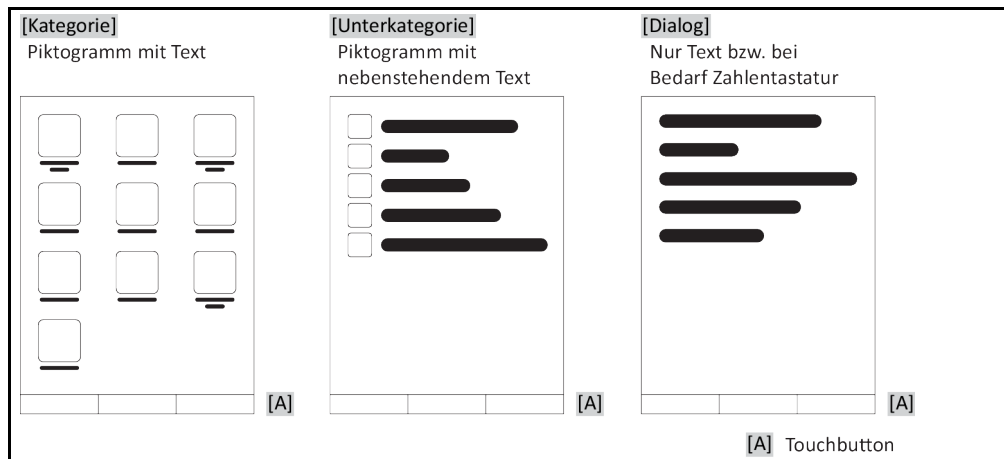 [Kategorie]
Piktogramm mit Text
[Unterkategorie]
Piktogramm mit
nebenstehendem Text
[Dialog]
Nur Text bzw. bei
Bedarf Zahlentastatur
[A]
[A]
[A]
[A] Touchbutton